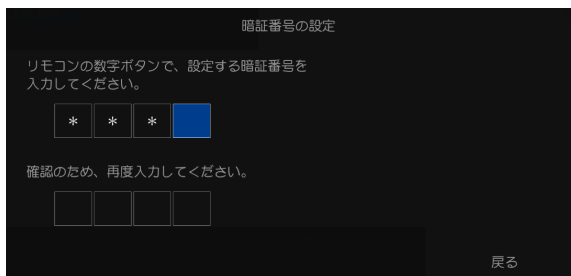 暗証番号の設定
リモコンの数字ボタンで、設定する暗証番号を
入力してください。
* * *
確認のため、再度入力してください。
戻る